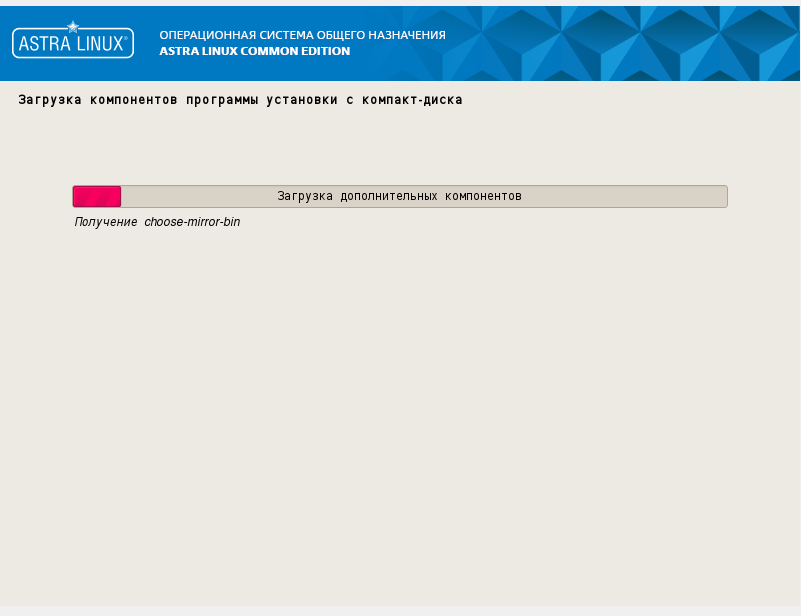 ASTRA LINUX®
ОПЕРАЦИОННАЯ СИСТЕМА ОБЩЕГО НАЗНАЧЕНИЯ
ASTRA LINUX COMMON EDITION
Загрузка компонентов программы установки с компакт-диска
Загрузка дополнительных компонентов
Получение choose-mirror-bin